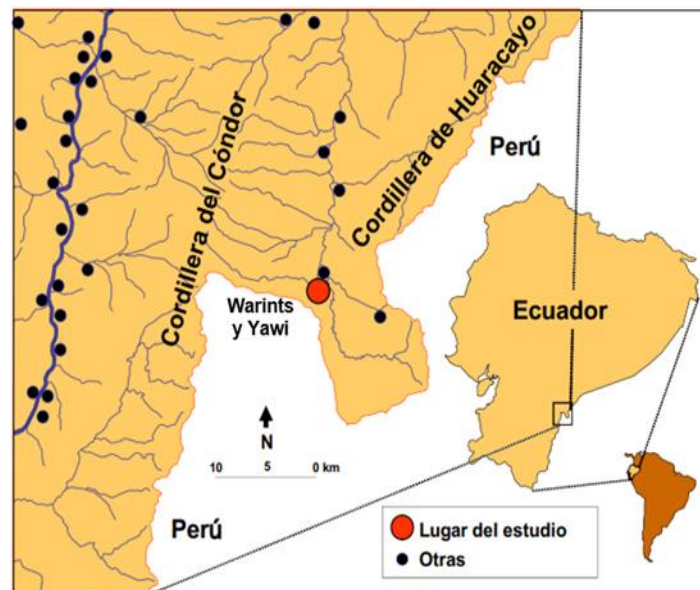 Cordillera del Cóndor
Cordillera de Huaracayo
Perú
Ecuador
Warints
y Yawi
N
10 5 0 km
Perú
Lugar del estudio
Otras